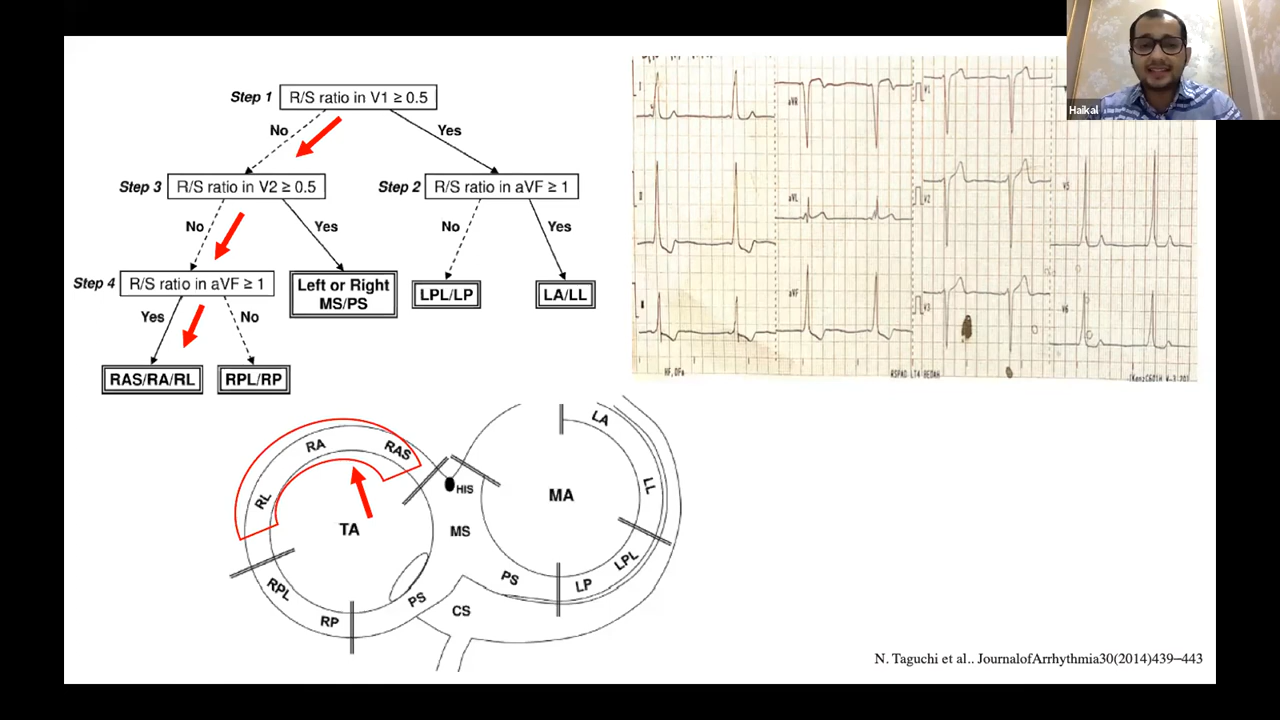 Haikal
Step 1
R/S ratio in V1 ≥ 0.5
No
Yes
Step 3
R/S ratio in V2 ≥ 0.5
Step 2
R/S ratio in aVF ≥ 1
No
Yes
No
Yes
Step 4
R/S ratio in aVF ≥ 1
Left or Right
MS/PS
LPL/LP
LA/LL
Yes
No
RAS/RA/RL
RPL/RP
I
II
aVR
aVL
aVF
V1
V2
V3
V5
V6
LA
RA
RAS
RL
HIS
LL
MA
TA
MS
RPL
PS
LPL
LP
RP
PS
CS
N. Taguchi et al.. JournalofArrhythmia30(2014)439–443